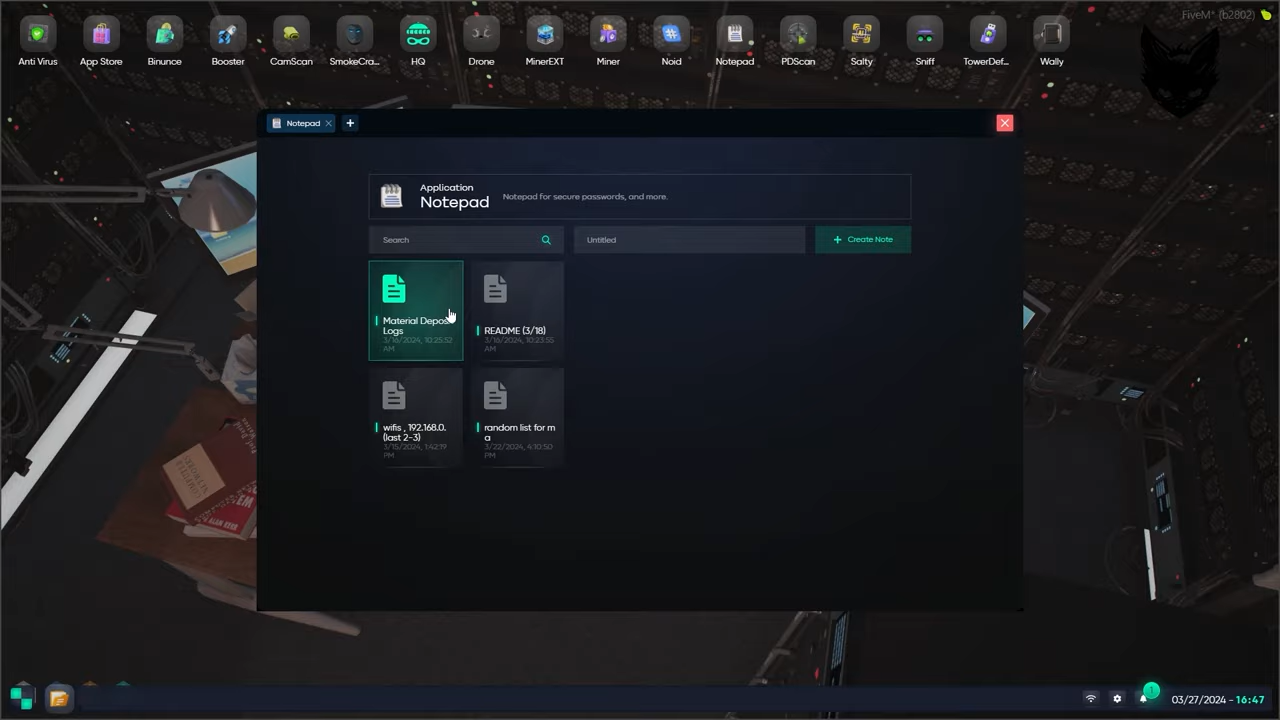 FiveM* (b2802)
Anti Virus
App Store
Binunce
Booster
CamScan
SmokeCra...
HQ
Drone
MinerEXT
Miner
Noid
Notepad
PDScan
Salty
Sniff
TowerDef...
Wally
Notepad
Application
Notepad
Notepad for secure passwords, and more.
Search
Untitled
Create Note
Material Depos
Logs
3/18/2024, 10:25:52
AM
README (3/18)
3/18/2024, 10:23:55
AM
wifis , 192.168.0.
(last 2-3)
3/15/2024, 1:42:19
PM
random list for m
a
3/22/2024, 4:10:50
PM
03/27/2024 - 16:47